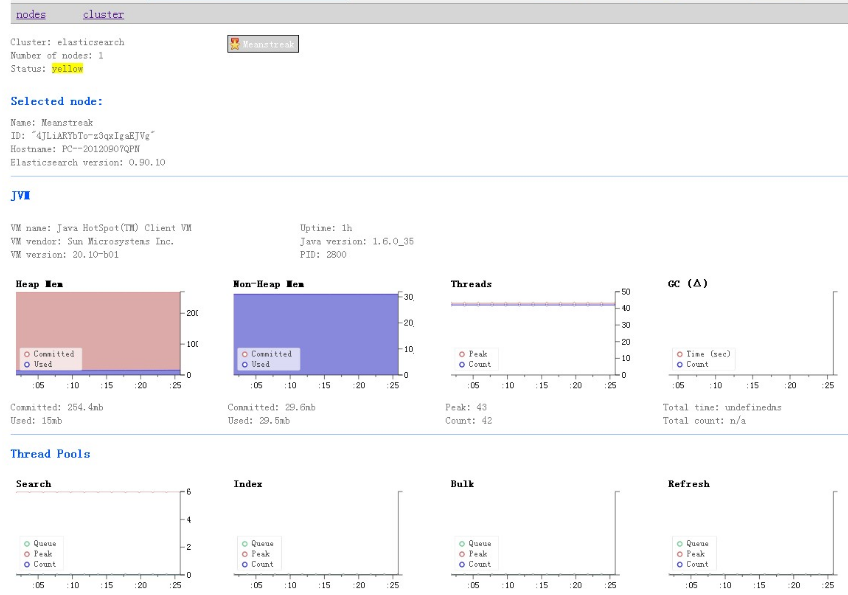 nodes cluster
Cluster: elasticsearch
Number of nodes: 1
Status: yellow
Meanstreak
Selected node:
Name: Meanstreak
ID: "4JLiARYbTo-z3qxIgaEJVg"
Hostname: PC--20120907QPN
Elasticsearch version: 0.90.10
JVM
VM name: Java HotSpot(TM) Client VM
VM vendor: Sun Microsystems Inc.
VM version: 20.10-b01
Uptime: 1h
Java version: 1.6.0_35
PID: 2800
Heap Mem
200
100
0
Committed
Used
:05 :10 :15 :20 :25
Committed: 254.4mb
Used: 15mb
Non-Heap Mem
30
20
10
0
Committed
Used
:05 :10 :15 :20 :25
Committed: 29.6mb
Used: 29.5mb
Threads
50
40
30
20
10
0
Peak
Count
:05 :10 :15 :20 :25
Peak: 43
Count: 42
GC (Δ)
Time (sec)
Count
:05 :10 :15 :20 :25
Total time: undefinedms
Total count: n/a
Thread Pools
Search
6
4
2
0
Queue
Peak
Count
:05 :10 :15 :20 :25
Index
Queue
Peak
Count
:05 :10 :15 :20 :25
Bulk
Queue
Peak
Count
:05 :10 :15 :20 :25
Refresh
Queue
Peak
Count
:05 :10 :15 :20 :25